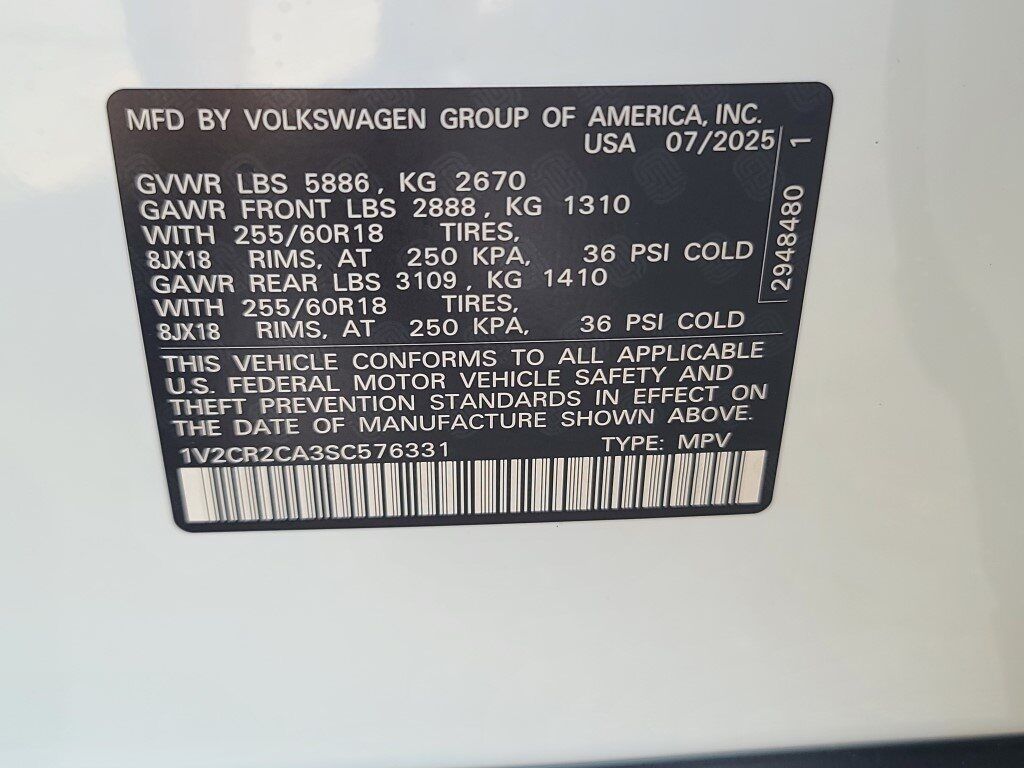 MFD BY VOLKSWAGEN GROUP OF AMERICA, INC.
USA 07/2025
GVWR LBS 5886, KG 2670
GAWR FRONT LBS 2888, KG 1310
WITH 255/60R18 TIRES,
8JX18 RIMS, AT 250 KPA, 36 PSI COLD
GAWR REAR LBS 3109, KG 1410
WITH 255/60R18 TIRES,
8JX18 RIMS, AT 250 KPA, 36 PSI COLD
2948480 1
THIS VEHICLE CONFORMS TO ALL APPLICABLE
U.S. FEDERAL MOTOR VEHICLE SAFETY AND
THEFT PREVENTION STANDARDS IN EFFECT ON
THE DATE OF MANUFACTURE SHOWN ABOVE.
1V2CR2CA3SC576331 TYPE: MPV